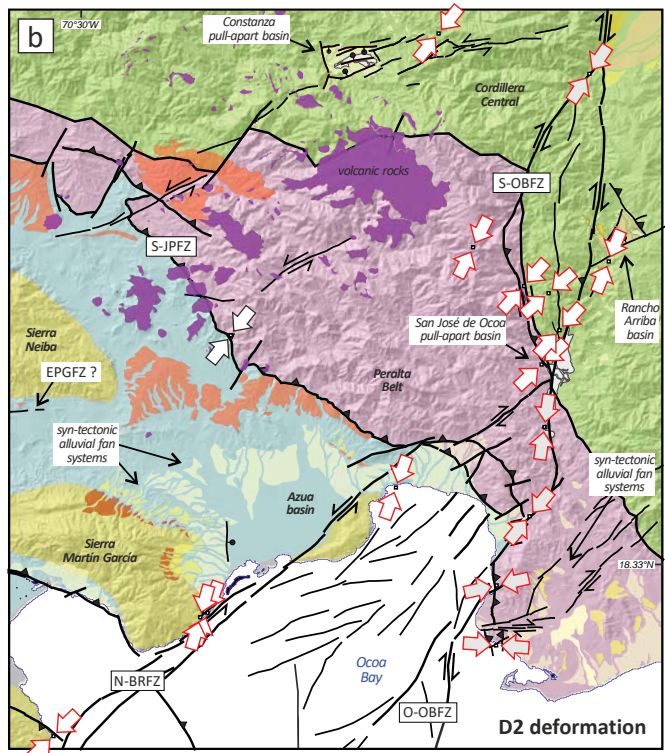 70°30'W
b
Constanza
pull-apart basin
Cordillera
Central
volcanic rocks
S-OBFZ
S-JPFZ
Rancho
Arriba
basin
San José de Ocoa
pull-apart basin
Sierra
Neiba
EPGFZ ?
Peralta
Belt
syn-tectonic
alluvial fan
systems
syn-tectonic
alluvial fan
systems
Azua
basin
Sierra
Martín García
18.33°N
Ocoa
Bay
N-BRFZ
O-OBFZ
D2 deformation